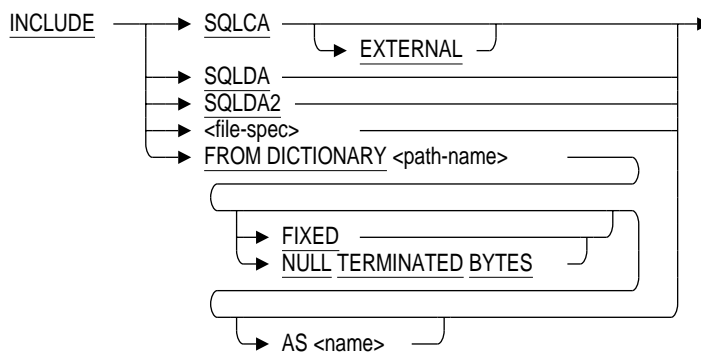 INCLUDE SQLCA
EXTERNAL
SQLDA
SQLDA2
<file-spec>
FROM DICTIONARY <path-name>
FIXED
NULL TERMINATED BYTES
AS <name>